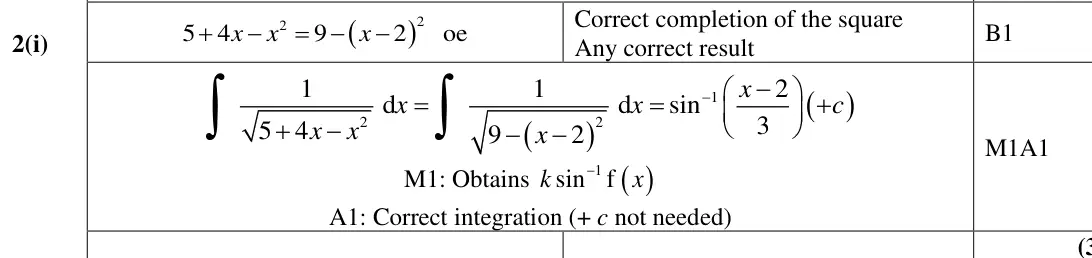 2(i)
5 + 4x − x² = 9 − (x − 2)² oe
Correct completion of the square
Any correct result
B1
∫ 1/√(5 + 4x − x²) dx = ∫ 1/√(9 − (x − 2)²) dx = sin⁻¹((x − 2)/3)(+c)
M1: Obtains k sin⁻¹ f(x)
A1: Correct integration (+ c not needed)
M1A1
(3